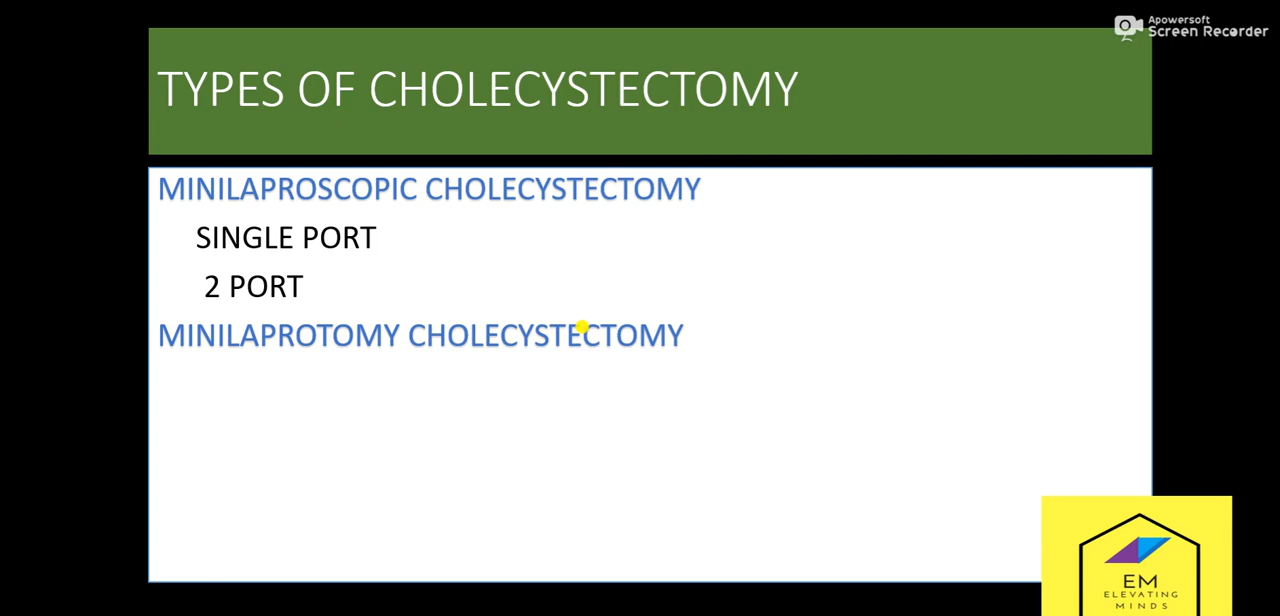 Apowersoft
Screen Recorder
TYPES OF CHOLECYSTECTOMY
MINILAPROSCOPIC CHOLECYSTECTOMY
SINGLE PORT
2 PORT
MINILAPROTOMY CHOLECYSTECTOMY
EM
ELEVATING
MINDS